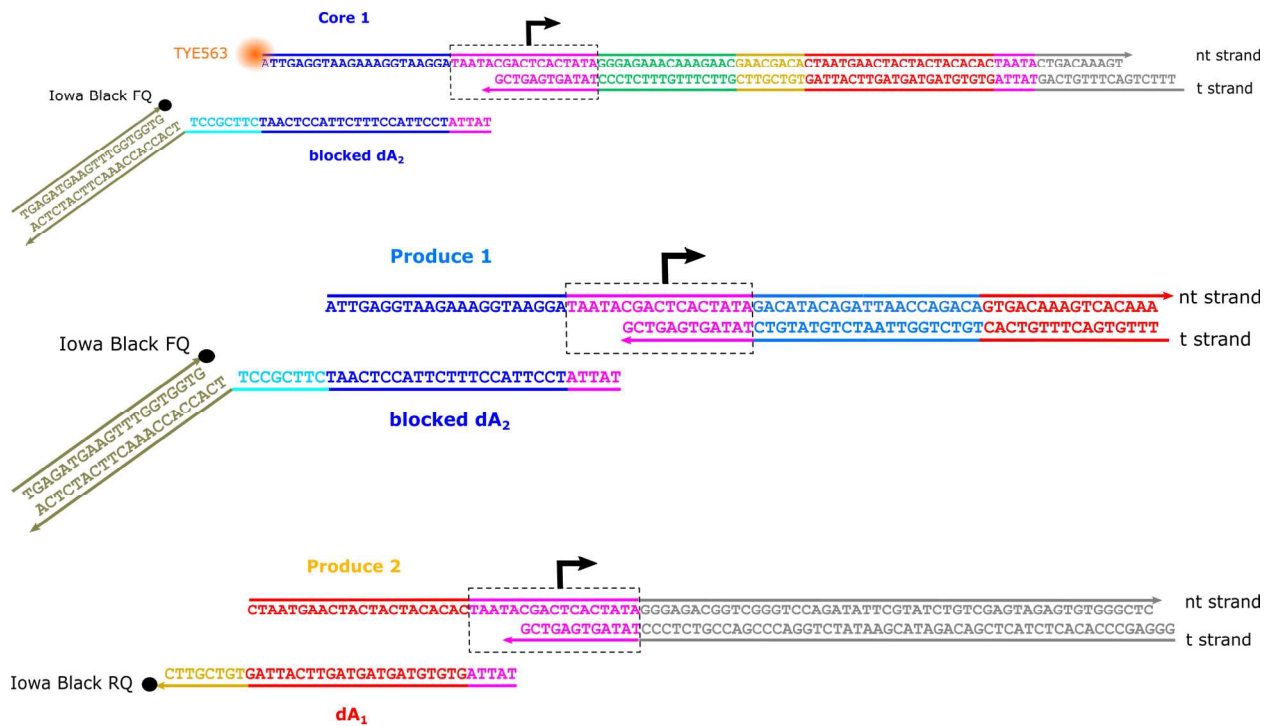 Core 1
TYE563
ATTGAGGTAAGAAAGGTAAGGATAATACGACTCACTATAGGGAGAAACAAAGAACGAACGACACTAATGAACTACTACTACACACTAATACTGACAAAGT nt strand
GCTGAGTGATATCCCTCTTTGTTTCTTGCTTGCTGTGATTACTTGATGATGATGTGTGATTATGACTGTTTCAGTCTTT t strand
Iowa Black FQ
TCCGCTTCTAACTCCATTCTTTCCATTCCTATTAT
TGAGATGAAGTTTGGTGGTG
ACTCTACTTCAAACCACCACT
blocked dA₂
Produce 1
ATTGAGGTAAGAAAGGTAAGGATAATACGACTCACTATAGACATACAGATTAACCAGACAGTGACAAAGTCACAAA nt strand
GCTGAGTGATATCTGTATGTCTAATTGGTCTGTCACTGTTTCAGTGTTT t strand
Iowa Black FQ
TCCGCTTCTAACTCCATTCTTTCCATTCCTATTAT
TGAGATGAAGTTTGGTGGTG
ACTCTACTTCAAACCACCACT
blocked dA₂
Produce 2
CTAATGAACTACTACTACACACTAATACGACTCACTATAGGGAGACGGTCGGGTCCAGATATTCGTATCTGTCGAGTAGAGTGTGGGCTC nt strand
GCTGAGTGATATCCCTCTGCCAGCCCAGGTCTATAAGCATAGACAGCTCATCTCACACCCGAGGG t strand
Iowa Black RQ CTTGCTGTGATTACTTGATGATGATGTGTGATTAT
dA₁